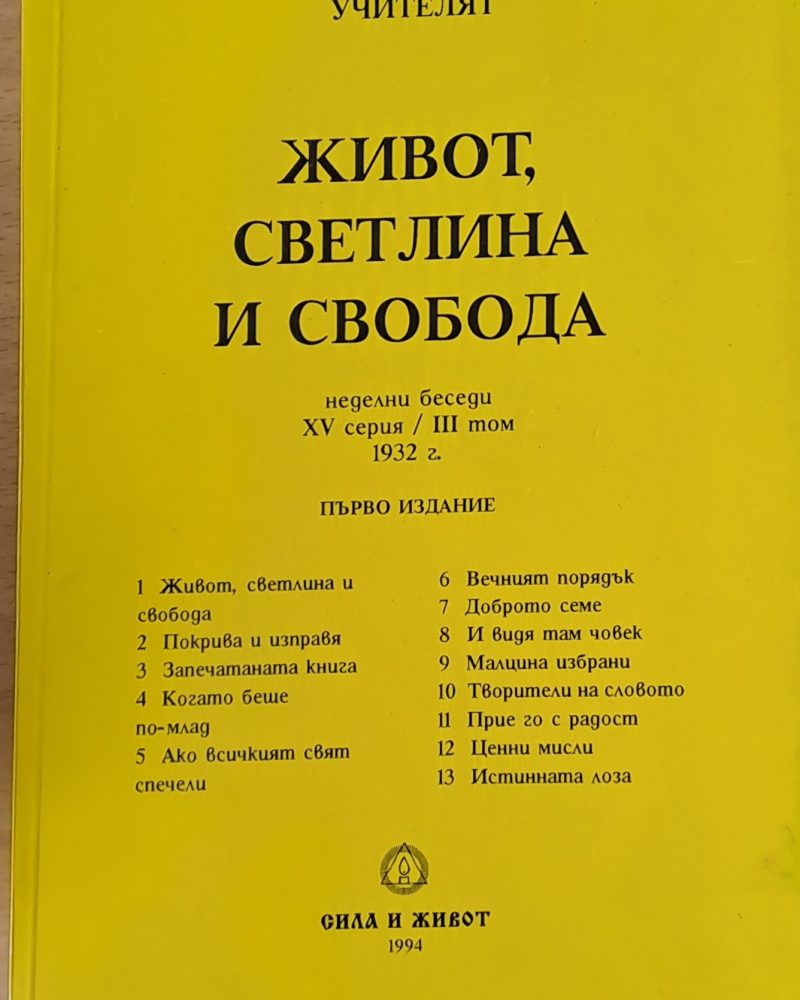 УЧИТЕЛЯТ
ЖИВОТ,
СВЕТЛИНА
И СВОБОДА
неделни беседи
XV серия / III том
1932 г.
ПЪРВО ИЗДАНИЕ
1 Живот, светлина и
свобода
2 Покрива и изправя
3 Запечатаната книга
4 Когато беше
по-млад
5 Ако всичкият свят
спечели
6 Вечният порядък
7 Доброто семе
8 И видя там човек
9 Малцина избрани
10 Творители на словото
11 Прие го с радост
12 Ценни мисли
13 Истинната лоза
СИЛА И ЖИВОТ
1994